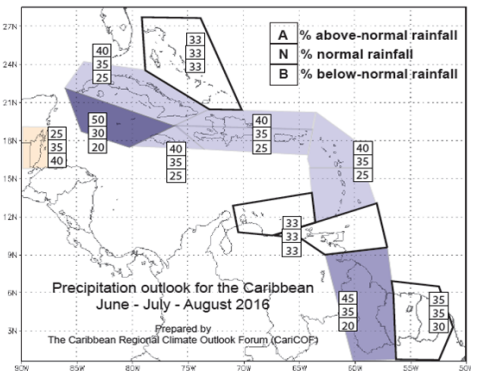 27N
24N
21N
18N
15N
12N
9N
6N
3N
90W
85W
80W
75W
70W
65W
60W
55W
50W
A % above-normal rainfall
N % normal rainfall
B % below-normal rainfall
40
35
25
33
33
33
50
30
20
25
35
40
40
35
25
40
35
25
40
35
25
33
33
33
45
35
20
35
35
30
Precipitation outlook for the Caribbean
June - July - August 2016
Prepared by
The Caribbean Regional Climate Outlook Forum (CariCOF)